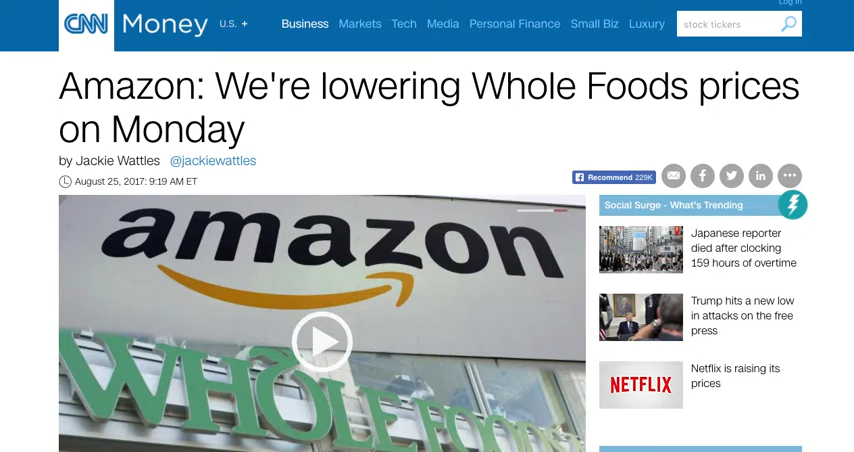 Log In
CNN Money U.S. + Business Markets Tech Media Personal Finance Small Biz Luxury stock tickers
Amazon: We're lowering Whole Foods prices
on Monday
by Jackie Wattles @jackiewattles
August 25, 2017: 9:19 AM ET
Recommend 229K
amazon
WHOLE FOODS
Social Surge - What's Trending
Japanese reporter
died after clocking
159 hours of overtime
Trump hits a new low
in attacks on the free
press
NETFLIX
Netflix is raising its
prices